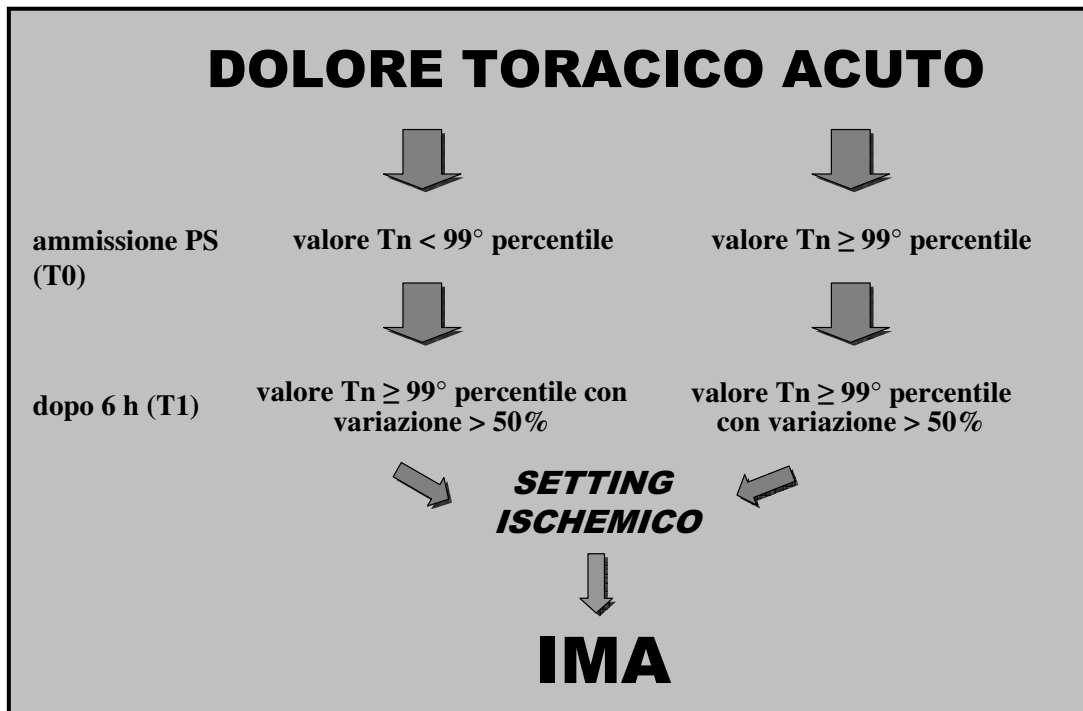 DOLORE TORACICO ACUTO
ammissione PS
(T0)
valore Tn < 99° percentile
valore Tn ≥ 99° percentile
dopo 6 h (T1)
valore Tn ≥ 99° percentile con
variazione > 50%
valore Tn ≥ 99° percentile
con variazione > 50%
SETTING
ISCHEMICO
IMA